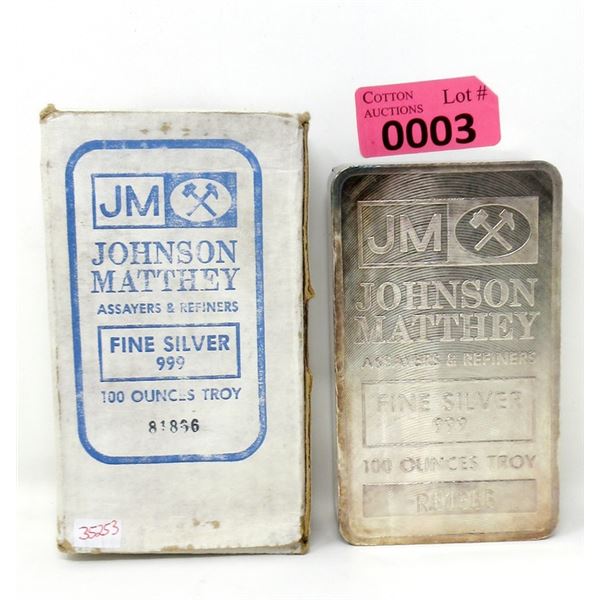 COTTON AUCTIONS Lot #
0003
JM
JOHNSON
MATTHEY
ASSAYERS & REFINERS
FINE SILVER
999
100 OUNCES TROY
81866
35253
JM
JOHNSON
MATTHEY
ASSAYERS & REFINERS
FINE SILVER
999
100 OUNCES TROY